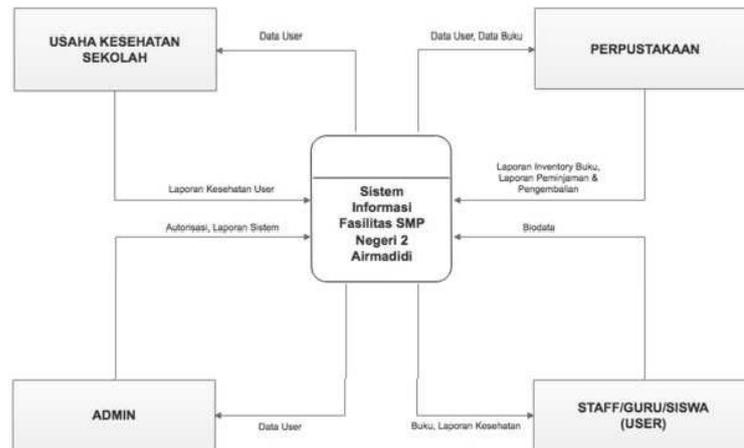 USAHA KESEHATAN
SEKOLAH
Data User
Data User, Data Buku
PERPUSTAKAAN
Laporan Kesehatan User
Laporan Inventory Buku,
Laporan Peminjaman &
Pengembalian
Sistem
Informasi
Fasilitas SMP
Negeri 2
Airmadidi
Autorisasi, Laporan Sistem
Biodata
ADMIN
Data User
Buku, Laporan Kesehatan
STAFF/GURU/SISWA
(USER)